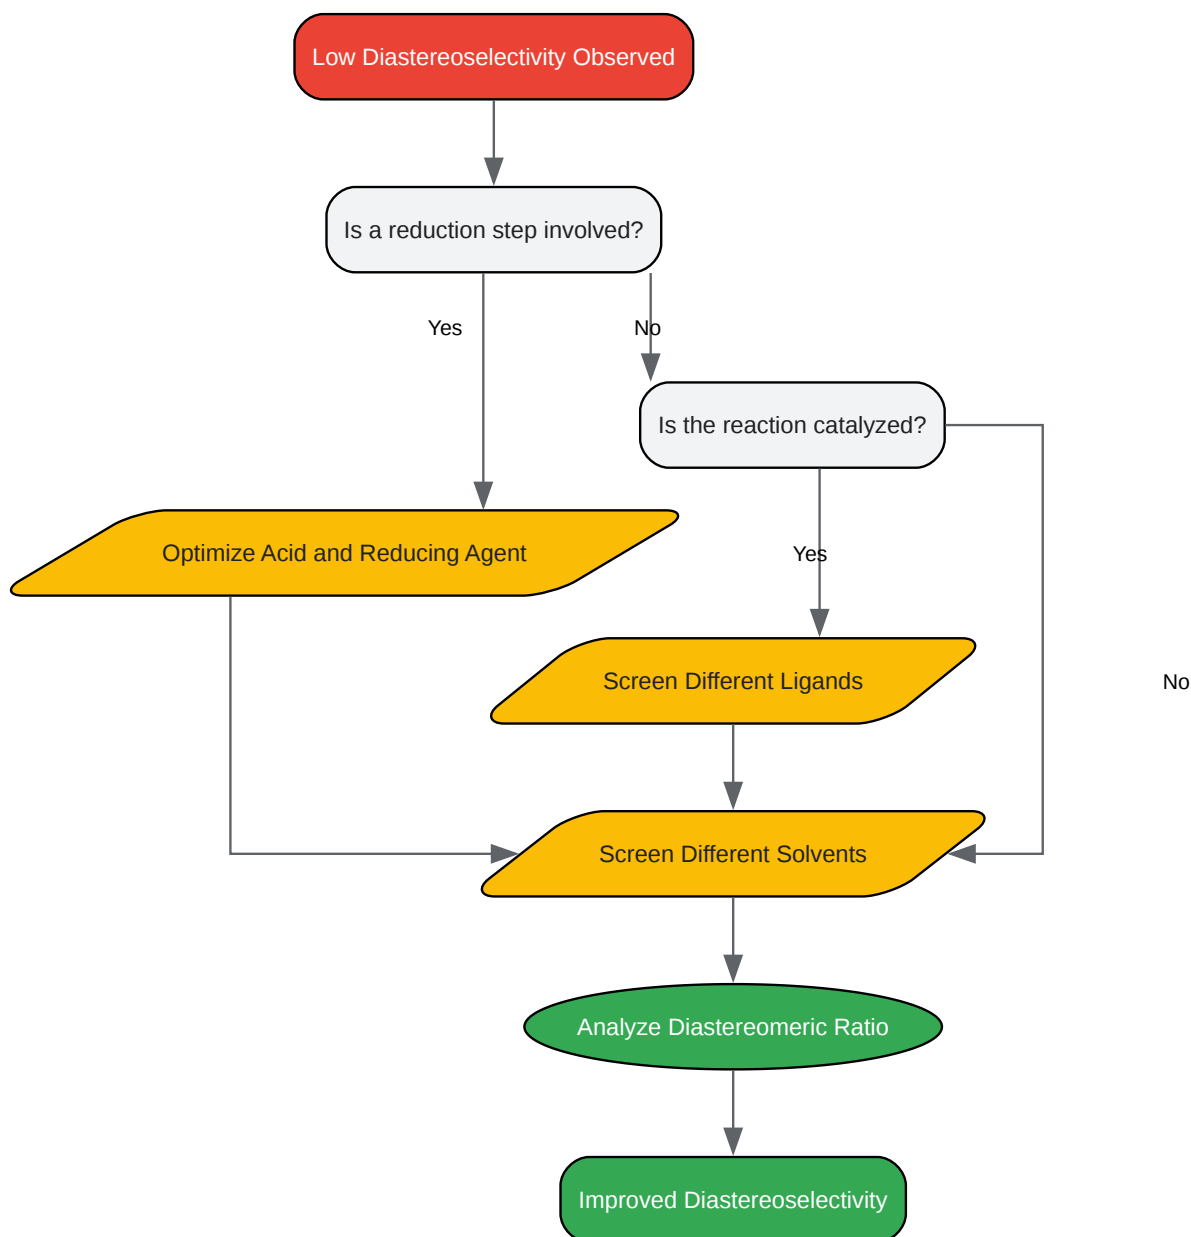 Low Diastereoselectivity Observed
Is a reduction step involved?
Yes
No
Is the reaction catalyzed?
Optimize Acid and Reducing Agent
Yes
Screen Different Ligands
No
Screen Different Solvents
Analyze Diastereomeric Ratio
Improved Diastereoselectivity